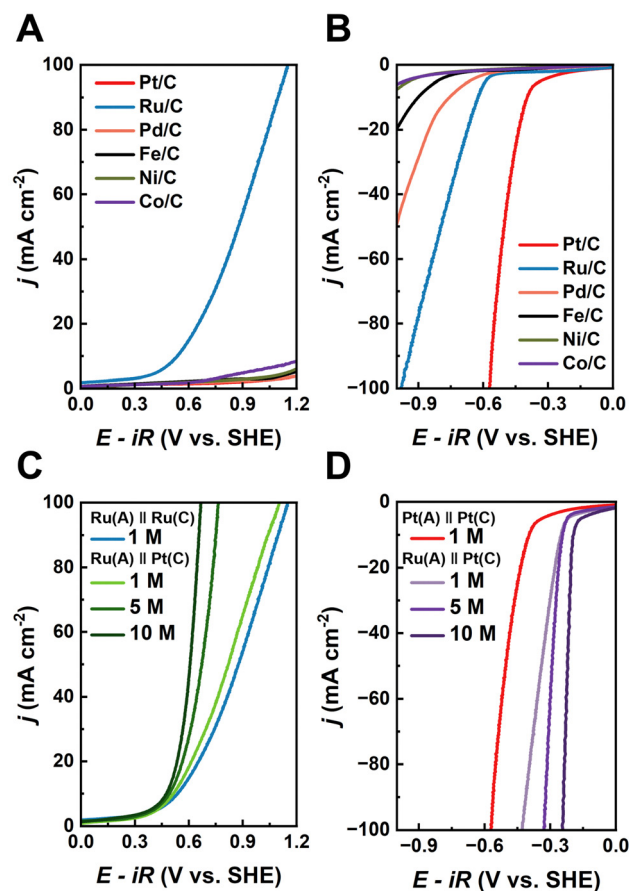 A
100
80
60
40
20
0
j (mA cm⁻²)
Pt/C
Ru/C
Pd/C
Fe/C
Ni/C
Co/C
0.0
0.3
0.6
0.9
1.2
E - iR (V vs. SHE)
B
0
−20
−40
−60
−80
−100
j (mA cm⁻²)
Pt/C
Ru/C
Pd/C
Fe/C
Ni/C
Co/C
−0.9
−0.6
−0.3
0.0
E - iR (V vs. SHE)
C
100
80
60
40
20
0
j (mA cm⁻²)
Ru(A) || Ru(C)
1 M
Ru(A) || Pt(C)
1 M
5 M
10 M
0.0
0.3
0.6
0.9
1.2
E - iR (V vs. SHE)
D
0
−20
−40
−60
−80
−100
j (mA cm⁻²)
Pt(A) || Pt(C)
1 M
Ru(A) || Pt(C)
1 M
5 M
10 M
−0.9
−0.6
−0.3
0.0
E - iR (V vs. SHE)